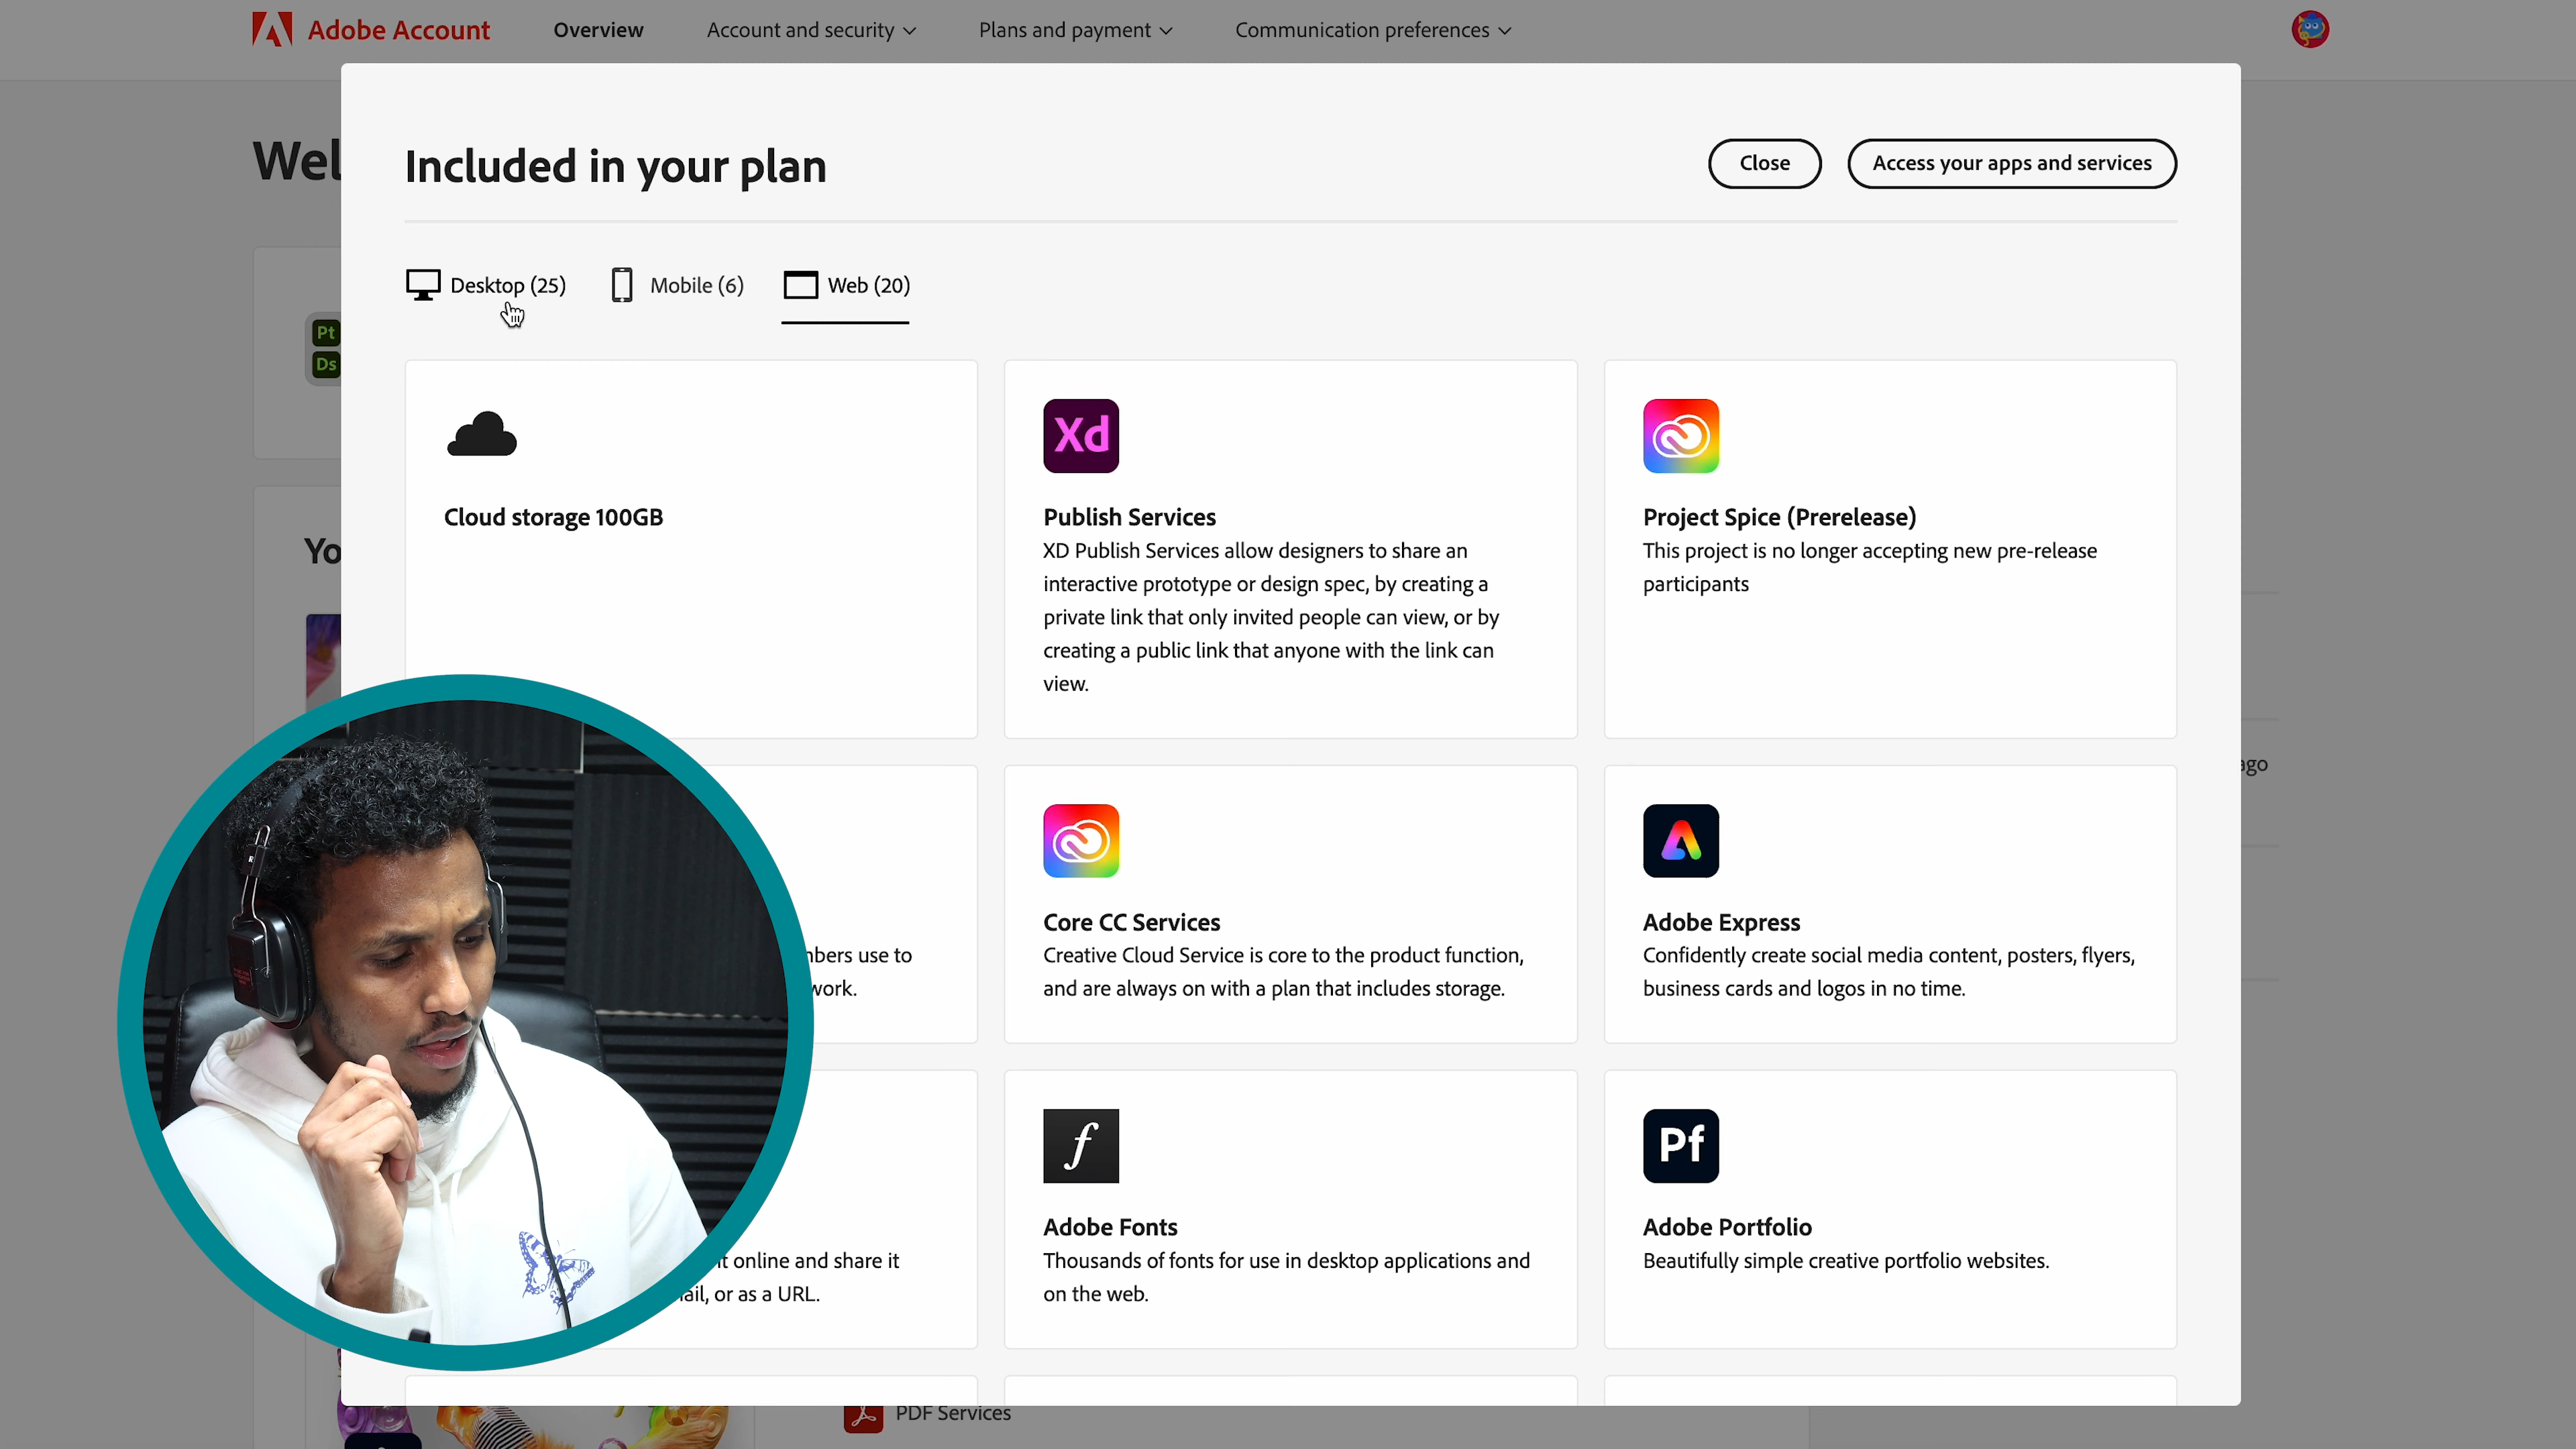 Adobe Account
Overview
Account and security
Plans and payment
Communication preferences
Wel
Included in your plan
Close
Access your apps and services
Desktop (25)
Mobile (6)
Web (20)
Pt
Ds
Xd
Cloud storage 100GB
Publish Services
XD Publish Services allow designers to share an
interactive prototype or design spec, by creating a
private link that only invited people can view, or by
creating a public link that anyone with the link can
view.
Project Spice (Prerelease)
This project is no longer accepting new pre-release
participants
Yo
ago
use to
work.
Core CC Services
Creative Cloud Service is core to the product function,
and are always on with a plan that includes storage.
Adobe Express
Confidently create social media content, posters, flyers,
business cards and logos in no time.
R
it online and share it
or as a URL.
f
Adobe Fonts
Thousands of fonts for use in desktop applications and
on the web.
Pf
Adobe Portfolio
Beautifully simple creative portfolio websites.
PDF Services